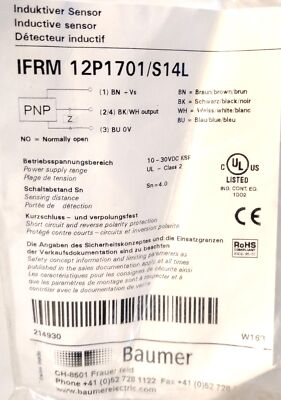 Induktiver Sensor
Inductive sensor
Détecteur inductif
IFRM 12P1701/S14L
(1) BN -Vs
BN = Braun/brown/brun
PNP
(2;4) BK/WH output
BK = Schwarz/black/noir
WH = Weiss/white/blanc
Z
(3) BU 0V
BU = Blau/blue/bleu
NO = Normally open
Betriebsspannungsbereich
Power supply range
Plage de tension
10 - 30VDC
UL - Class 2
Schaltabstand Sn
Sensing distance
Portée de détection
Sn=4.0
C UL US
LISTED
IND. CONT. EQ.
Kurzschluss - und verpolungsfest
Short circuit and reverse polarity protection
Protégé contre courts - et inversion polarité
CE
Die Angaben des Sicherheitskonzeptes und die Einsatzgrenzen
der Verkaufsdokumentation sind zu beachten.
Safety concept information and limiting parameters as
published in the sales documentation apply at all times
D'appliquer les consignes de sécurité ainsi
que les paramètres de montage sont à
RoHS
214930
W163
Baumer
CH-8501 Frauenfeld
Phone +41 (0)52 728 1122 Fax +41 (0)52 728
www.baumerelectric.com